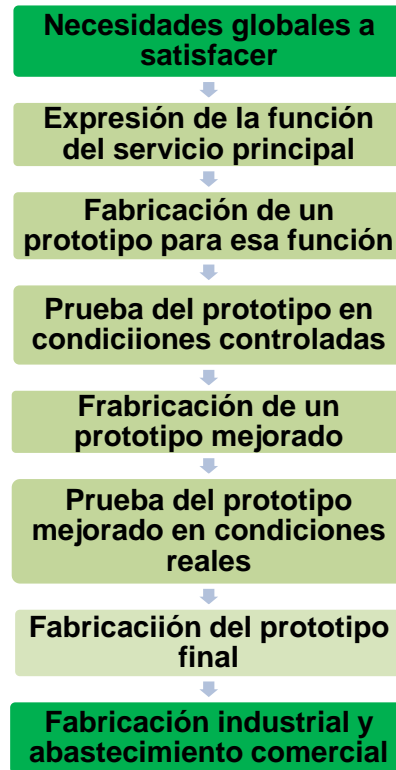 Necesidades globales a
satisfacer
Expresión de la función
del servicio principal
Fabricación de un
prototipo para esa función
Prueba del prototipo en
condiciiones controladas
Frabricación de un
prototipo mejorado
Prueba del prototipo
mejorado en condiciones
reales
Fabricaciión del prototipo
final
Fabricación industrial y
abastecimiento comercial